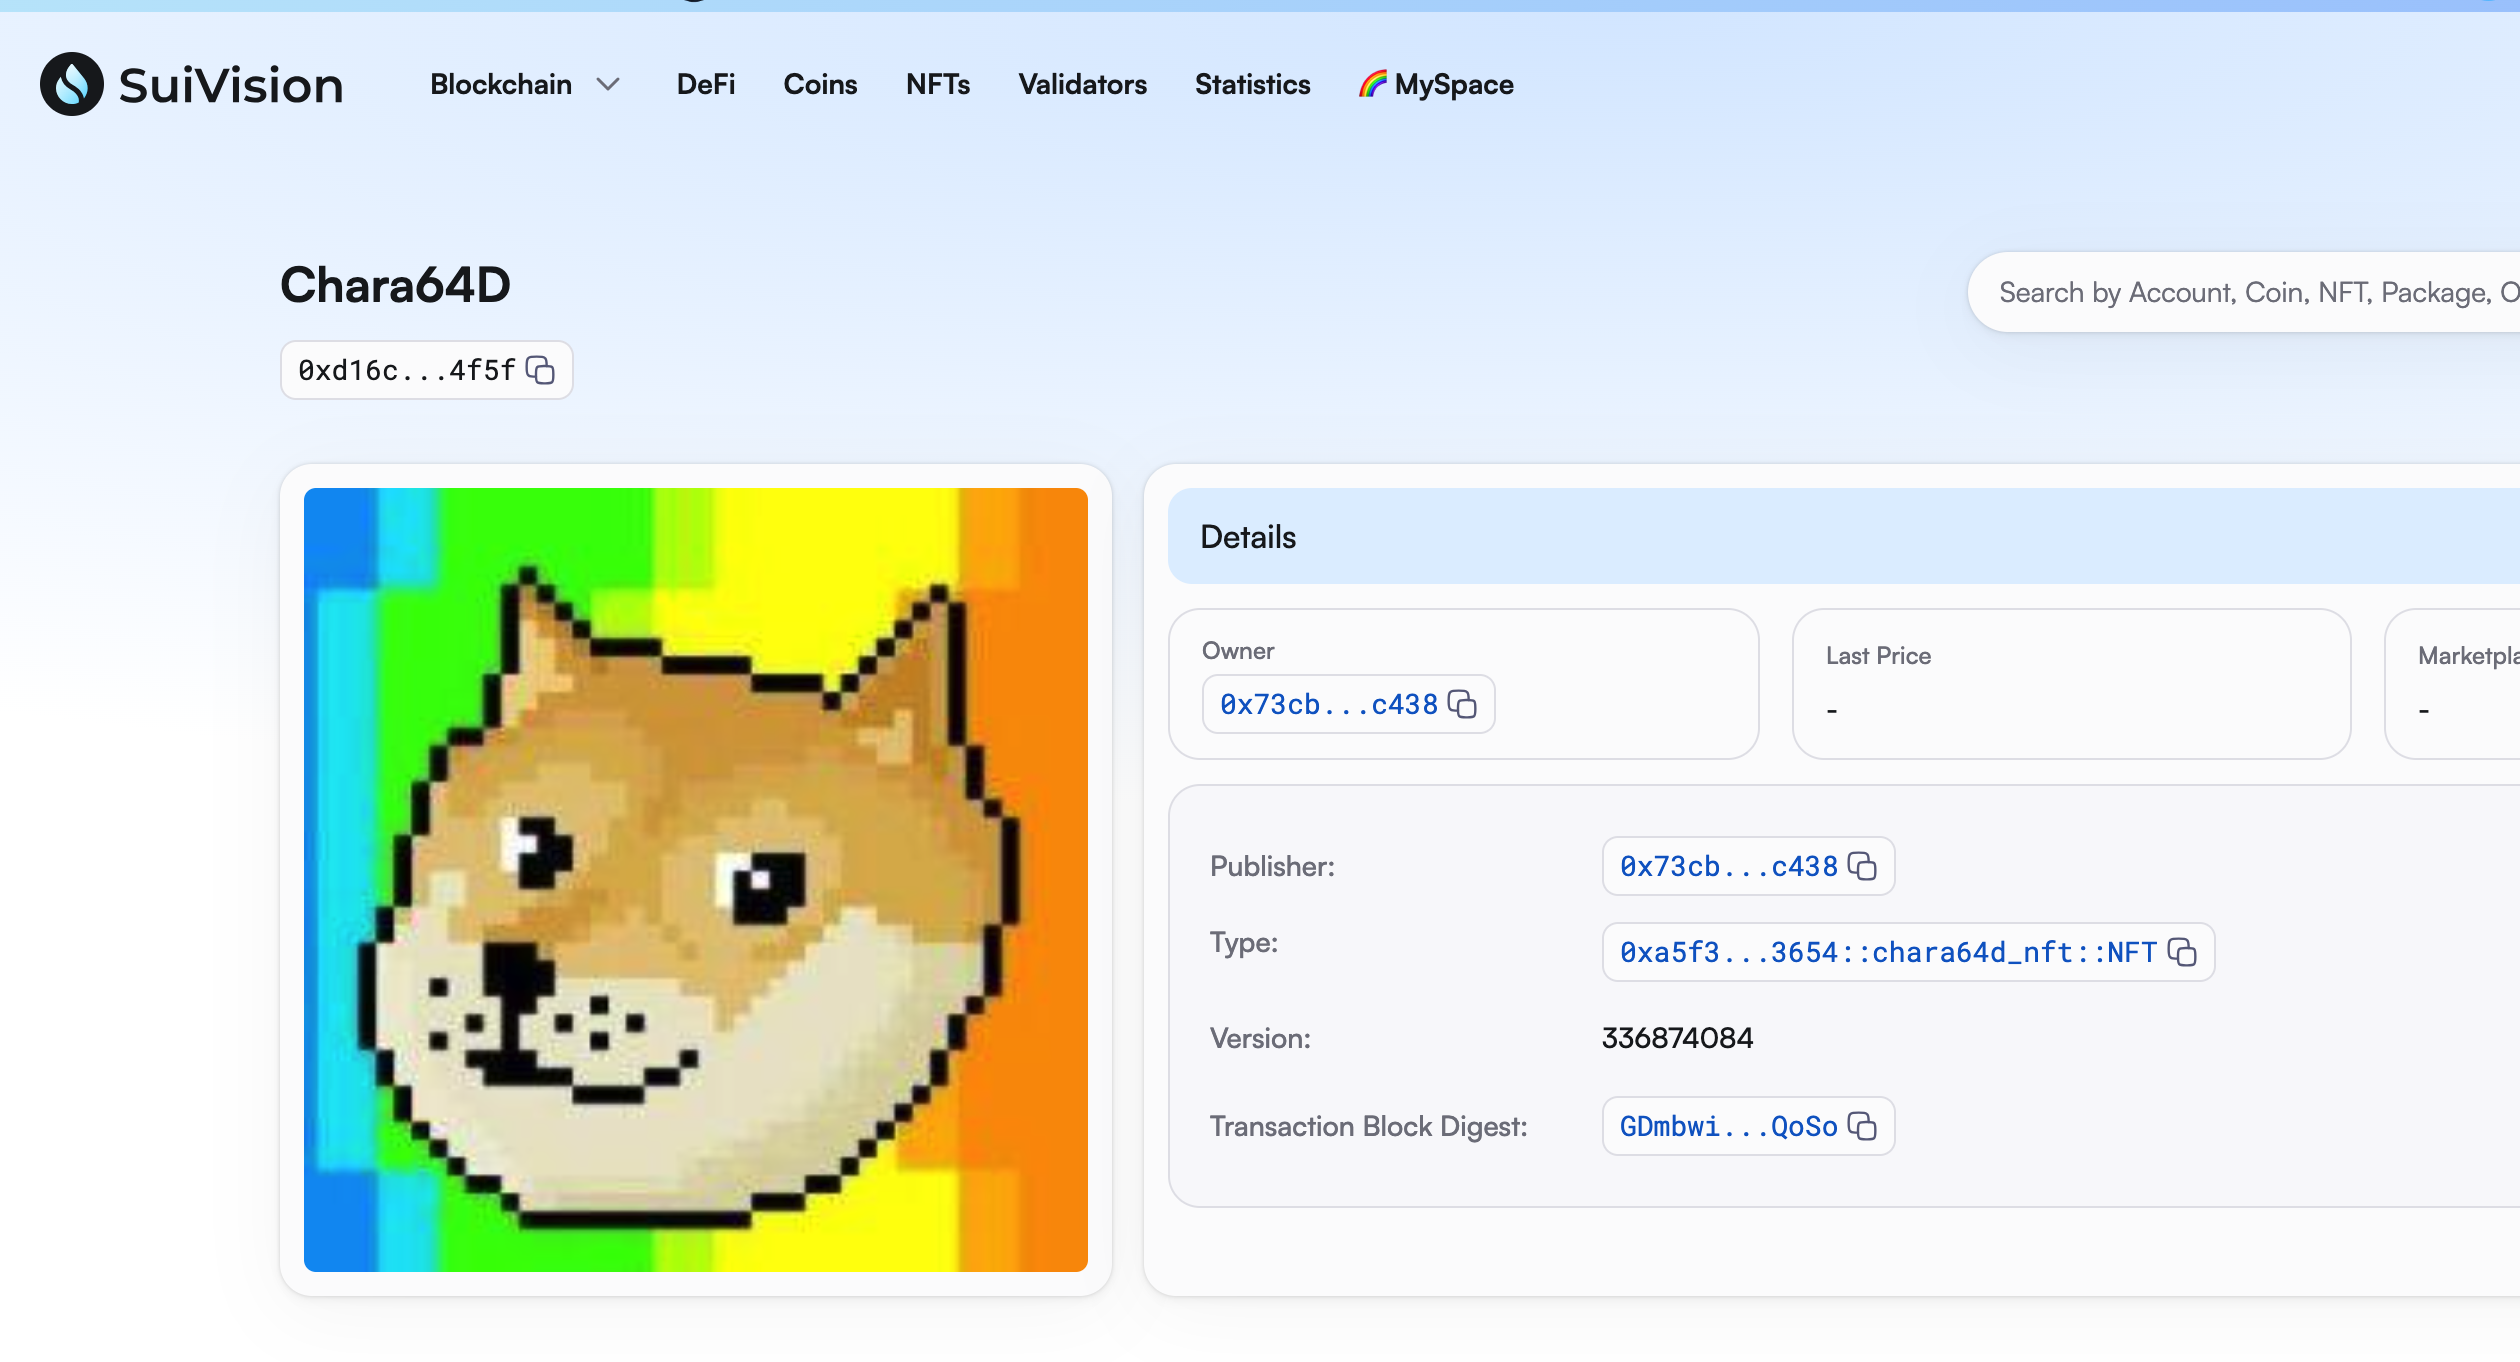 SuiVision
Blockchain DeFi Coins NFTs Validators Statistics MySpace
Chara64D
Search by Account, Coin, NFT, Package, O
0xd16c...4f5f
Details
Owner
0x73cb...c438
Last Price
-
Marketpla
-
Publisher: 0x73cb...c438
Type: 0xa5f3...3654::chara64d_nft::NFT
Version: 336874084
Transaction Block Digest: GDmbwi...QoSo